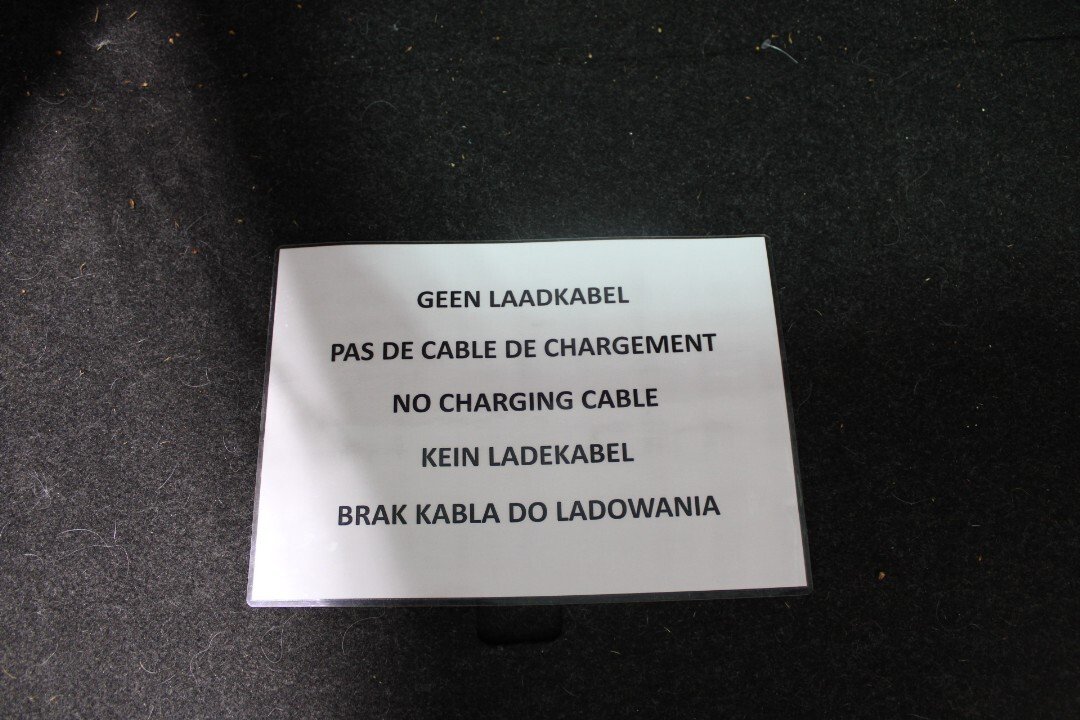 GEEN LAADKABEL
PAS DE CABLE DE CHARGEMENT
NO CHARGING CABLE
KEIN LADEKABEL
BRAK KABLA DO LADOWANIA